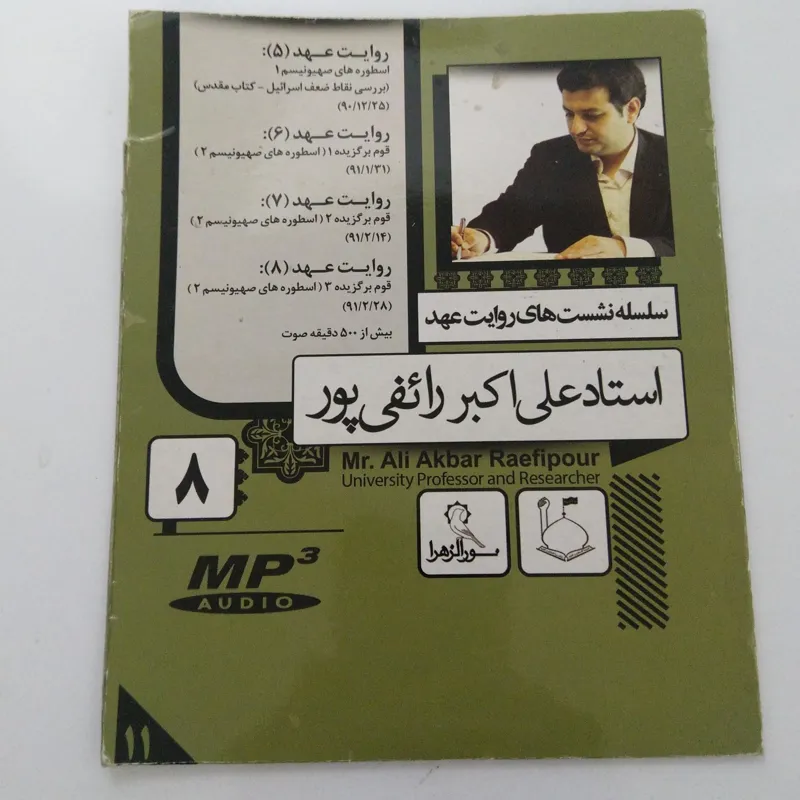 روایت عهد (۵):
اسطوره های صهیونیسم ۱
(بررسی نقاط ضعف اسرائیل - کتاب مقدس)
(۹۰/۱۲/۲۵)
روایت عهد (۶):
قوم برگزیده ۱ (اسطوره های صهیونیسم ۲)
(۹۱/۱/۳۱)
روایت عهد (۷):
قوم برگزیده ۲ (اسطوره های صهیونیسم ۲)
(۹۱/۲/۱۴)
روایت عهد (۸):
قوم برگزیده ۳ (اسطوره های صهیونیسم ۲)
(۹۱/۲/۲۸)
بیش از ۵۰۰ دقیقه صوت
سلسله نشست های روایت عهد
استاد علی اکبر رائفی پور
Mr. Ali Akbar Raefipour
University Professor and Researcher
۸
نورالزهرا
MP3
AUDIO
۱۱